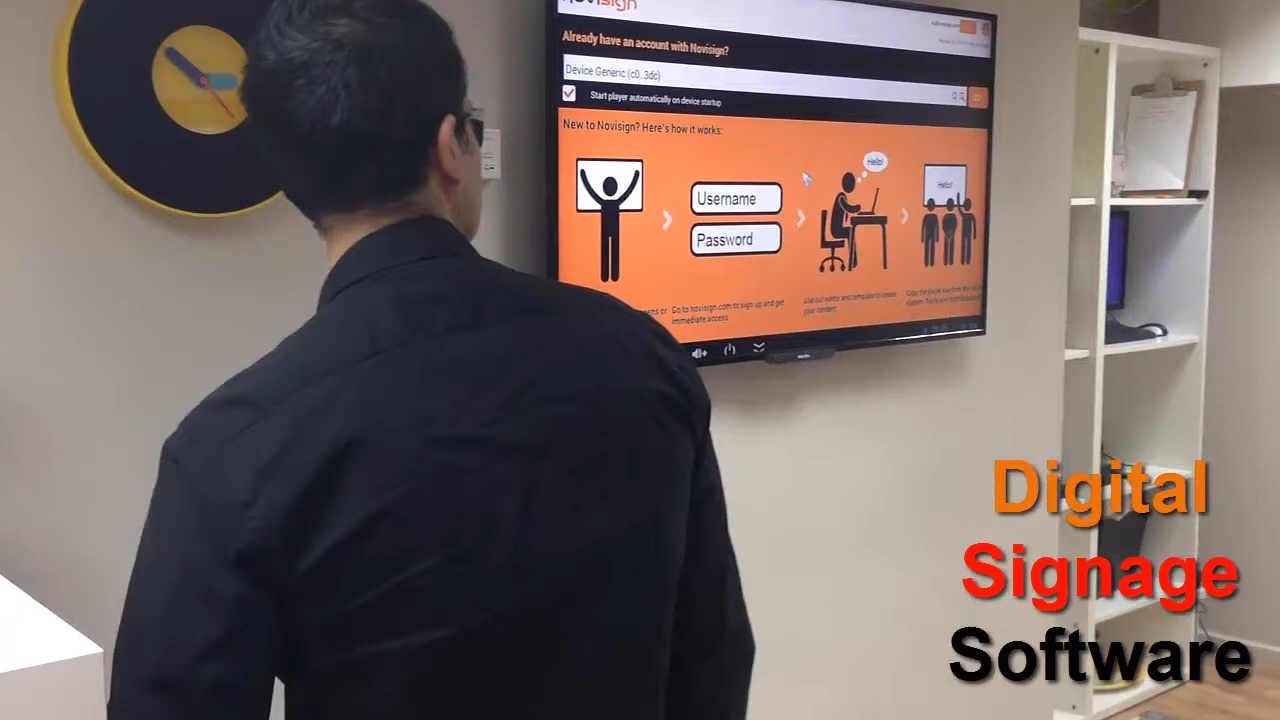 novisign
Already have an account with Novisign?
Device Generic (c0..3dc)
Start player automatically on device startup
New to Novisign? Here's how it works:
Hello!
Username
Password
Hello!
Go to novisign.com to sign up and get
immediate access
Use our editor and template to create
your content
Digital
Signage
Software